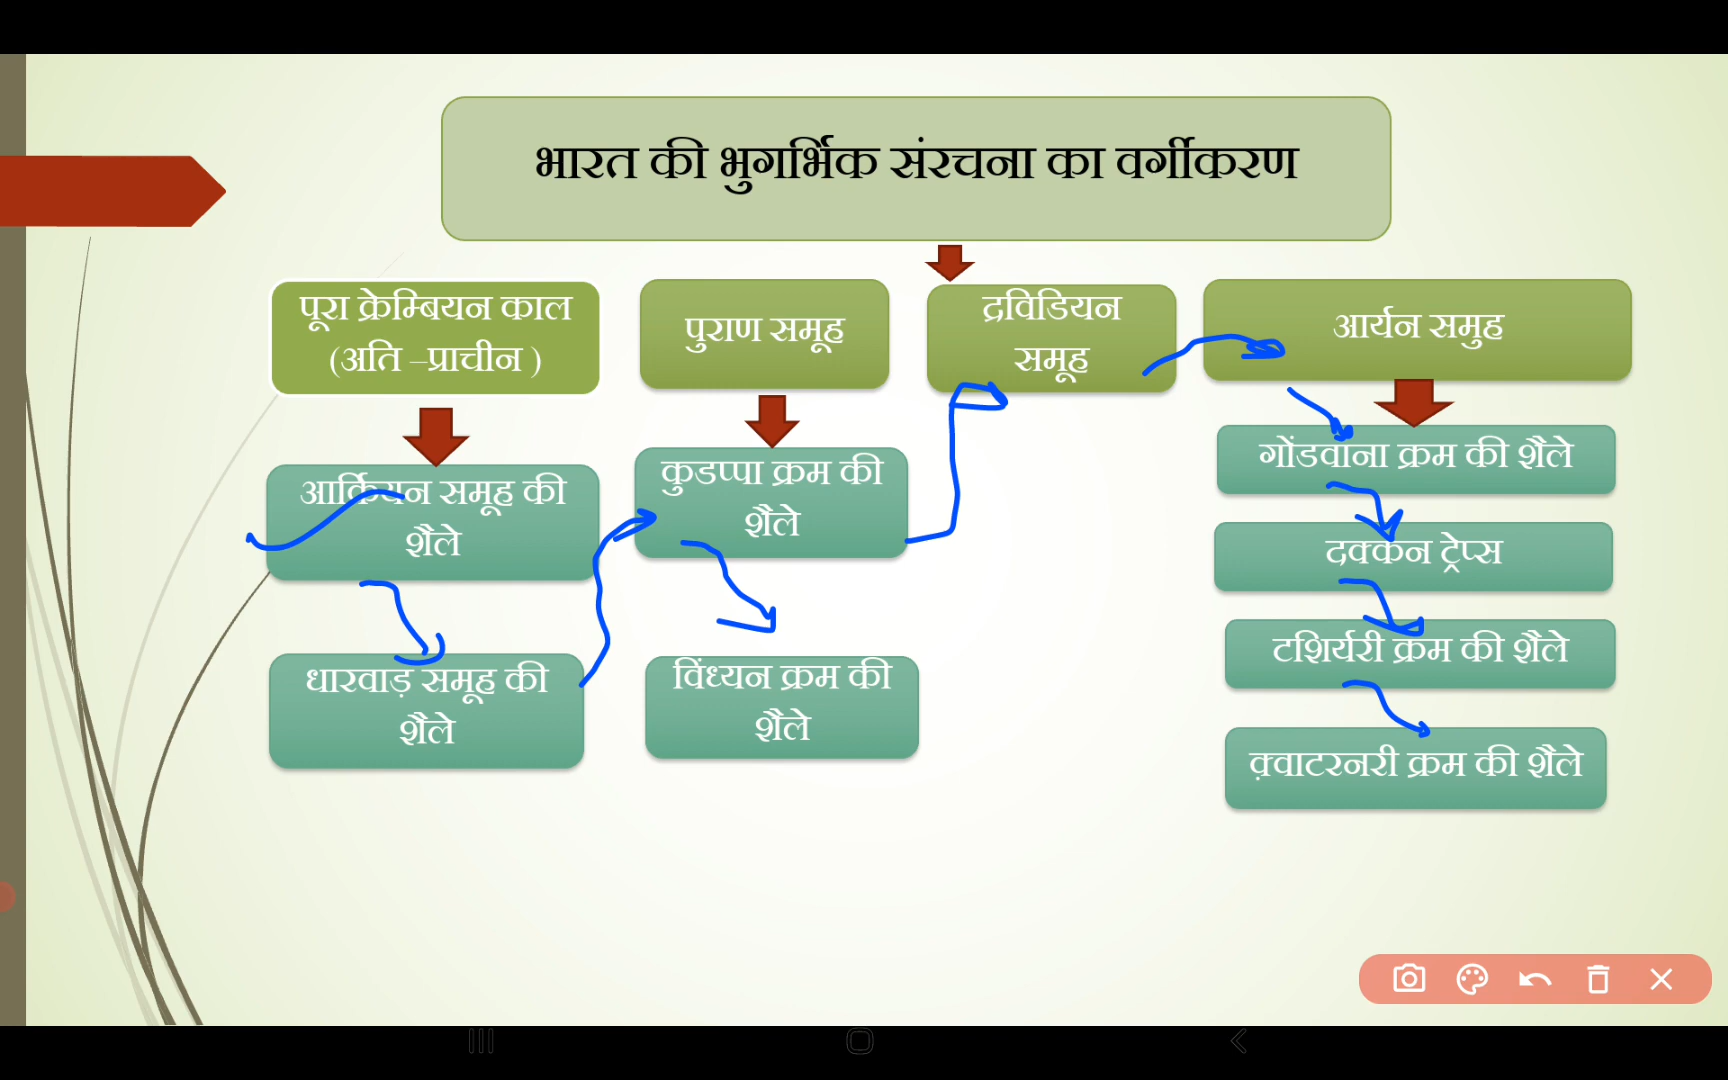 भारत की भुगर्भिक संरचना का वर्गीकरण
पूरा क्रेम्बियन काल
(अति –प्राचीन )
पुराण समूह
द्रविडियन
समूह
आर्यन समुह
आर्कियन समूह की
शैले
धारवाड़ समूह की
शैले
कुडप्पा क्रम की
शैले
विंध्यन क्रम की
शैले
गोंडवाना क्रम की शैले
दक्कन ट्रेप्स
टशिर्यरी क्रम की शैले
क़्वाटरनरी क्रम की शैले